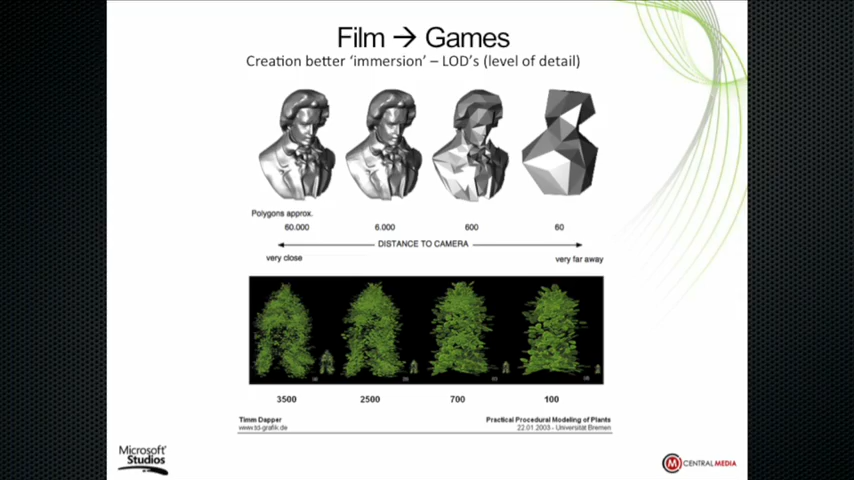 Film → Games
Creation better 'immersion' – LOD's (level of detail)
Polygons approx.
60.000 6.000 600 60
DISTANCE TO CAMERA
very close very far away
3500 2500 700 100
Timm Dapper Practical Procedural Modeling of Plants
www.td-grafik.de 22.01.2003 - Universität Bremen
Microsoft
Studios
M CENTRAL MEDIA